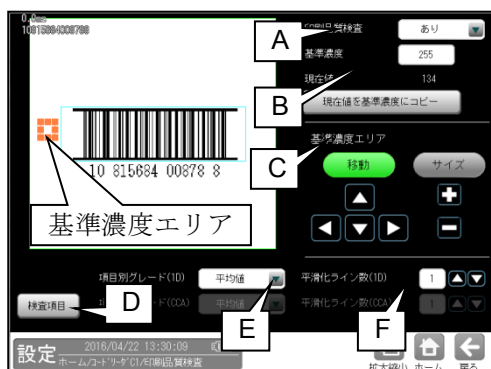 0.0ms
10815684008788
10 815684 00878 8
基準濃度エリア
A
印刷品質検査
あり
基準濃度
255
現在値
134
B
現在値を基準濃度にコピー
基準濃度エリア
C
移動
サイズ
項目別グレード(1D)
平均値
平滑化ライン数(1D)
1
検査項目
D
ド(CCA)
平均値
平滑化ライン数(CCA)
1
E
F
設定
2016/04/22 13:30:09
ホーム/コードリーダ/C1/印刷品質検査
拡大縮小
ホーム
戻る